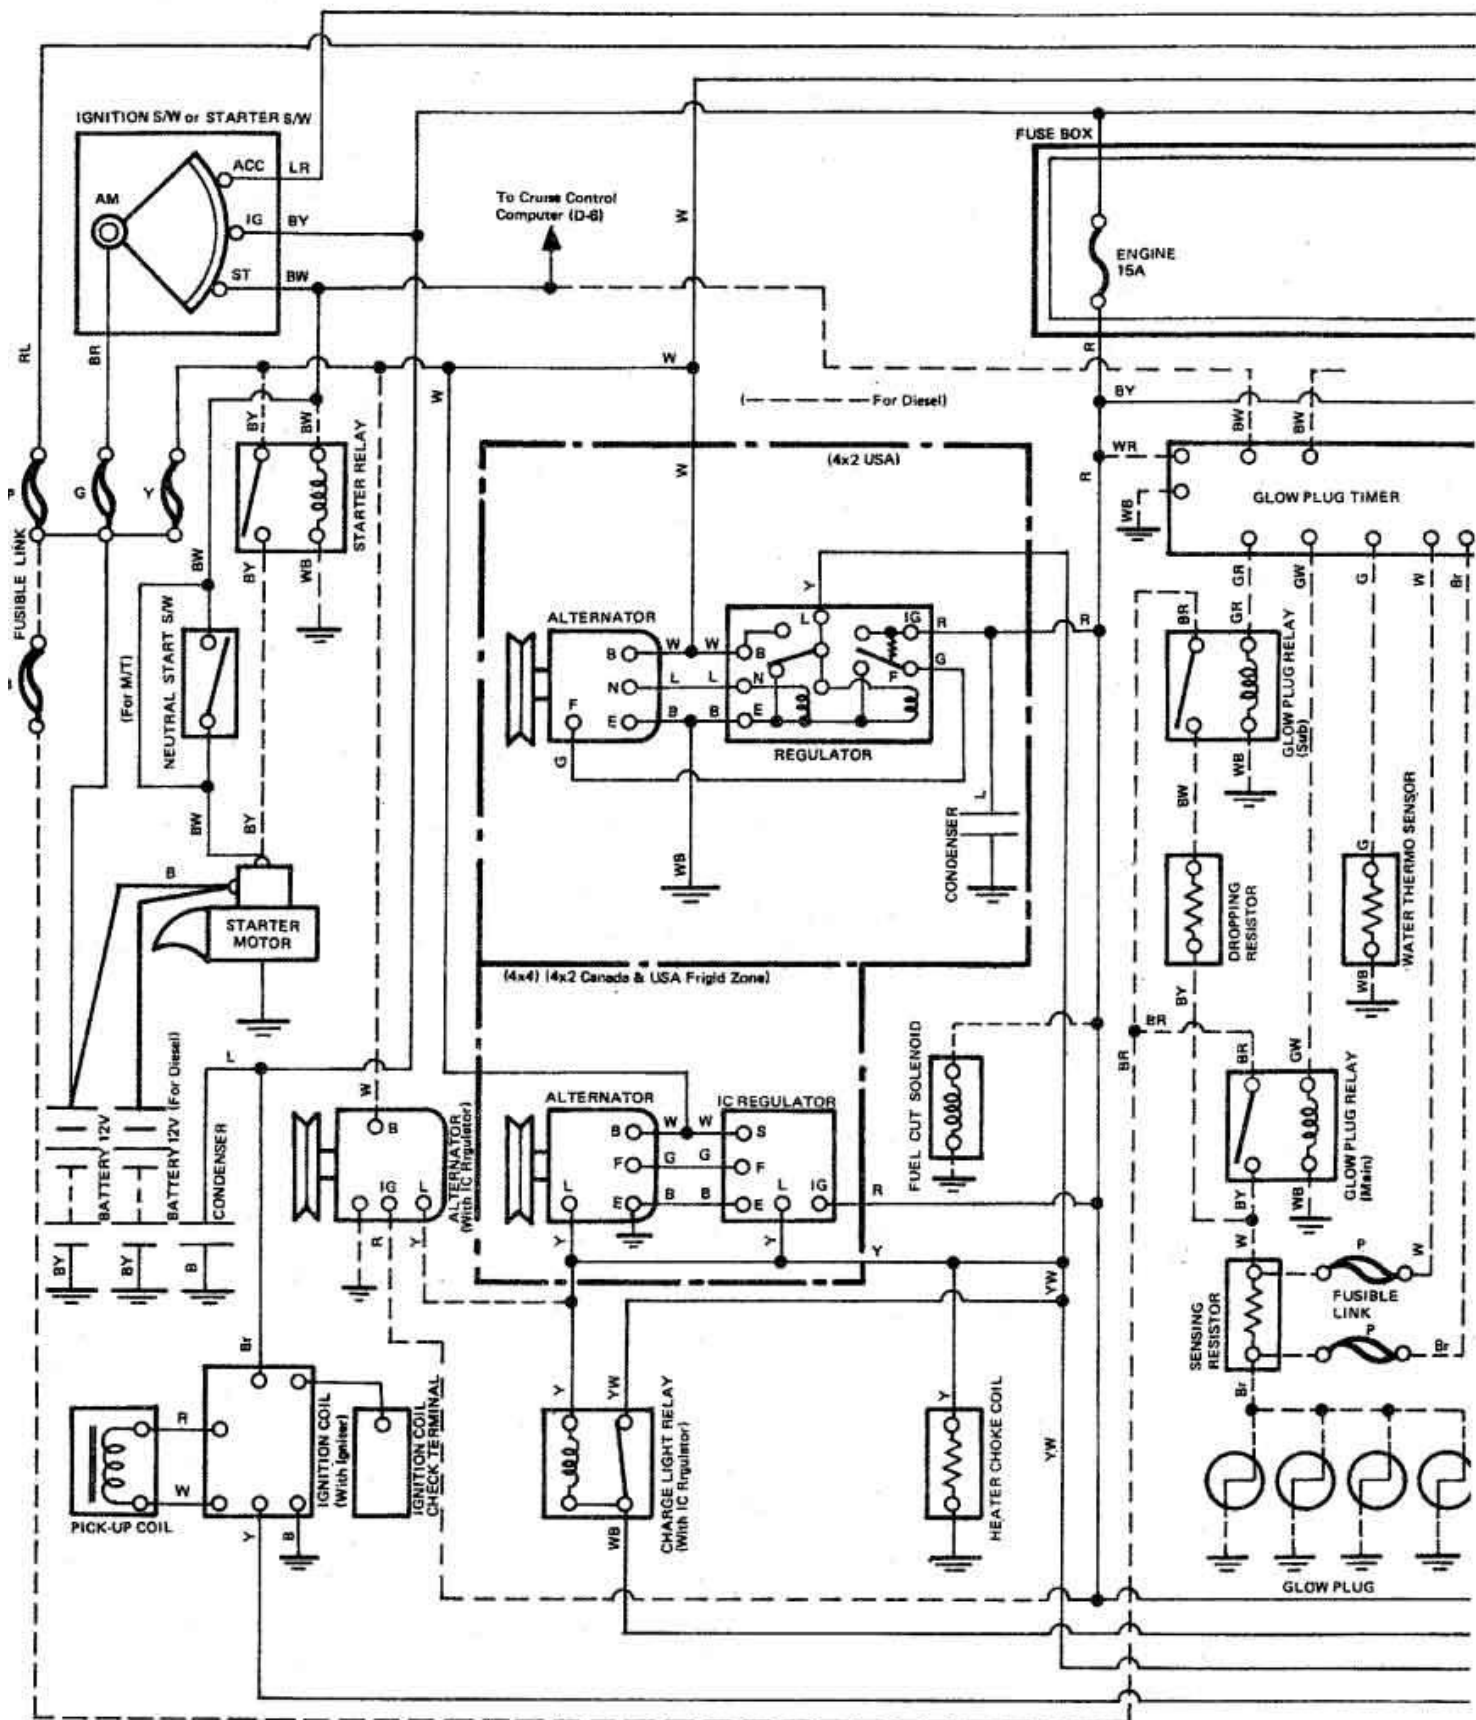 IGNITION S/W or STARTER S/W
ACC
LR
AM
IG
BY
ST
BW
To Cruise Control
Computer (D-6)
W
FUSE BOX
ENGINE
15A
R
RL
BR
W
W
BY
(— — — — For Diesel)
BY
BW
STARTER RELAY
G
Y
FUSIBLE LINK
BW
BY
WB
W
(4x2 USA)
WR
R
BW
BW
GLOW PLUG TIMER
WB
GR
GW
G
W
Br
(For M/T)
NEUTRAL START S/W
BW
BY
ALTERNATOR
B
W
W
B
N
L
L
N
E
B
B
E
F
G
Y
L
IG
R
R
G
F
REGULATOR
WB
L
CONDENSER
BR
GR
GLOW PLUG RELAY
(Sub)
WB
BW
DROPPING
RESISTOR
BY
G
WATER THERMO SENSOR
WB
B
STARTER
MOTOR
(4x4) (4x2 Canada & USA Frigid Zone)
L
BATTERY 12V
BATTERY 12V (For Diesel)
CONDENSER
BY
BY
B
W
B
IG
L
R
Y
ALTERNATOR
(With IC Rrgulator)
ALTERNATOR
B
W
W
S
F
G
G
F
E
B
B
E
L
Y
IC REGULATOR
L
IG
R
Y
Y
FUEL CUT SOLENOID
BR
BR
BR
GW
GLOW PLUG RELAY
(Main)
BY
WB
W
P
W
FUSIBLE
LINK
SENSING
RESISTOR
P
Br
Br
YW
Br
PICK-UP COIL
R
W
IGNITION COIL
(With Igniter)
IGNITION COIL
CHECK TERMINAL
Y
B
Y
YW
CHARGE LIGHT RELAY
(With IC Rrgulator)
WB
Y
HEATER CHOKE COIL
YW
GLOW PLUG